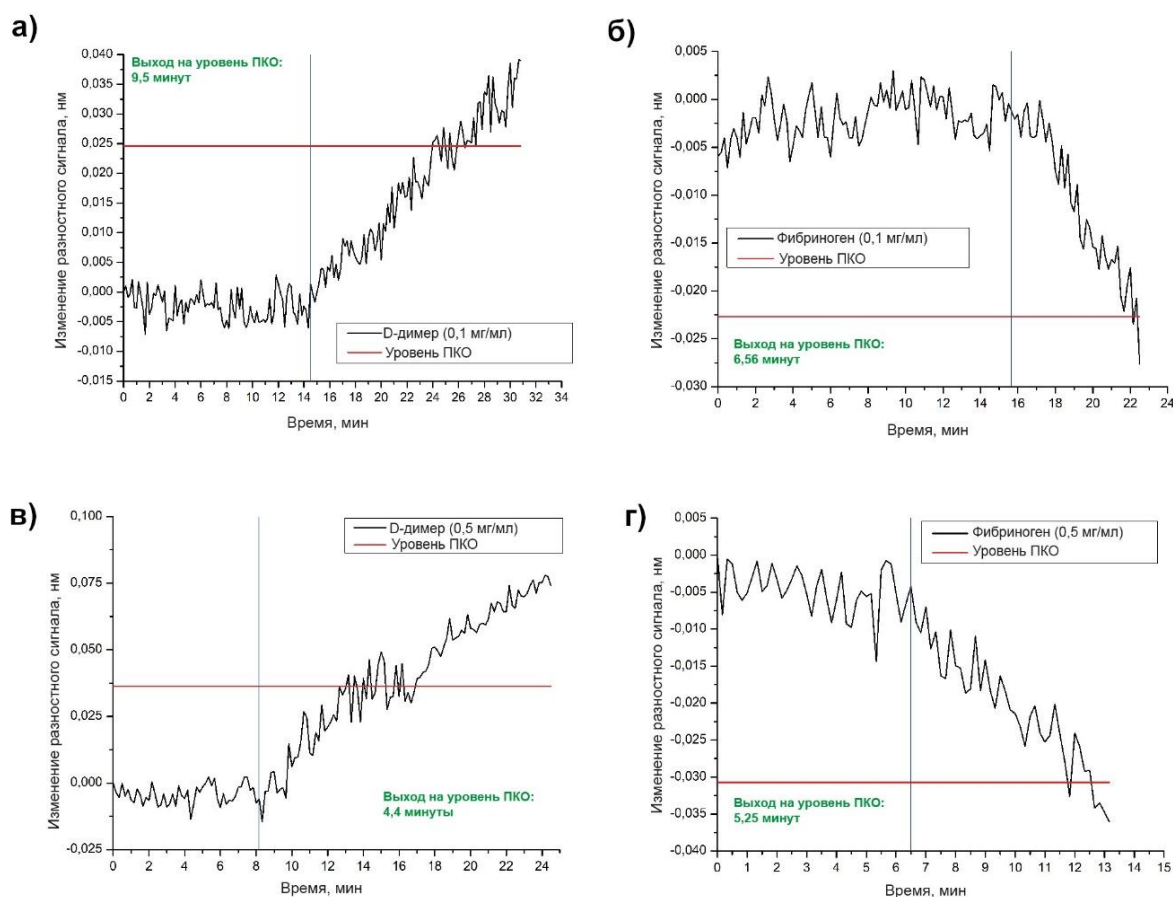 а)
Изменение разностного сигнала, нм
0,040
0,035
0,030
0,025
0,020
0,015
0,010
0,005
0,000
-0,005
-0,010
-0,015
Выход на уровень ПКО:
9,5 минут
D-димер (0,1 мг/мл)
Уровень ПКО
0 2 4 6 8 10 12 14 16 18 20 22 24 26 28 30 32 34
Время, мин
б)
Изменение разностного сигнала, нм
0,005
0,000
-0,005
-0,010
-0,015
-0,020
-0,025
-0,030
Фибриноген (0,1 мг/мл)
Уровень ПКО
Выход на уровень ПКО:
6,56 минут
0 2 4 6 8 10 12 14 16 18 20 22 24
Время, мин
в)
Изменение разностного сигнала, нм
0,100
0,075
0,050
0,025
0,000
-0,025
D-димер (0,5 мг/мл)
Уровень ПКО
Выход на уровень ПКО:
4,4 минуты
0 2 4 6 8 10 12 14 16 18 20 22 24
Время, мин
г)
Изменение разностного сигнала, нм
0,005
0,000
-0,005
-0,010
-0,015
-0,020
-0,025
-0,030
-0,035
-0,040
Фибриноген (0,5 мг/мл)
Уровень ПКО
Выход на уровень ПКО:
5,25 минут
0 1 2 3 4 5 6 7 8 9 10 11 12 13 14 15
Время, мин